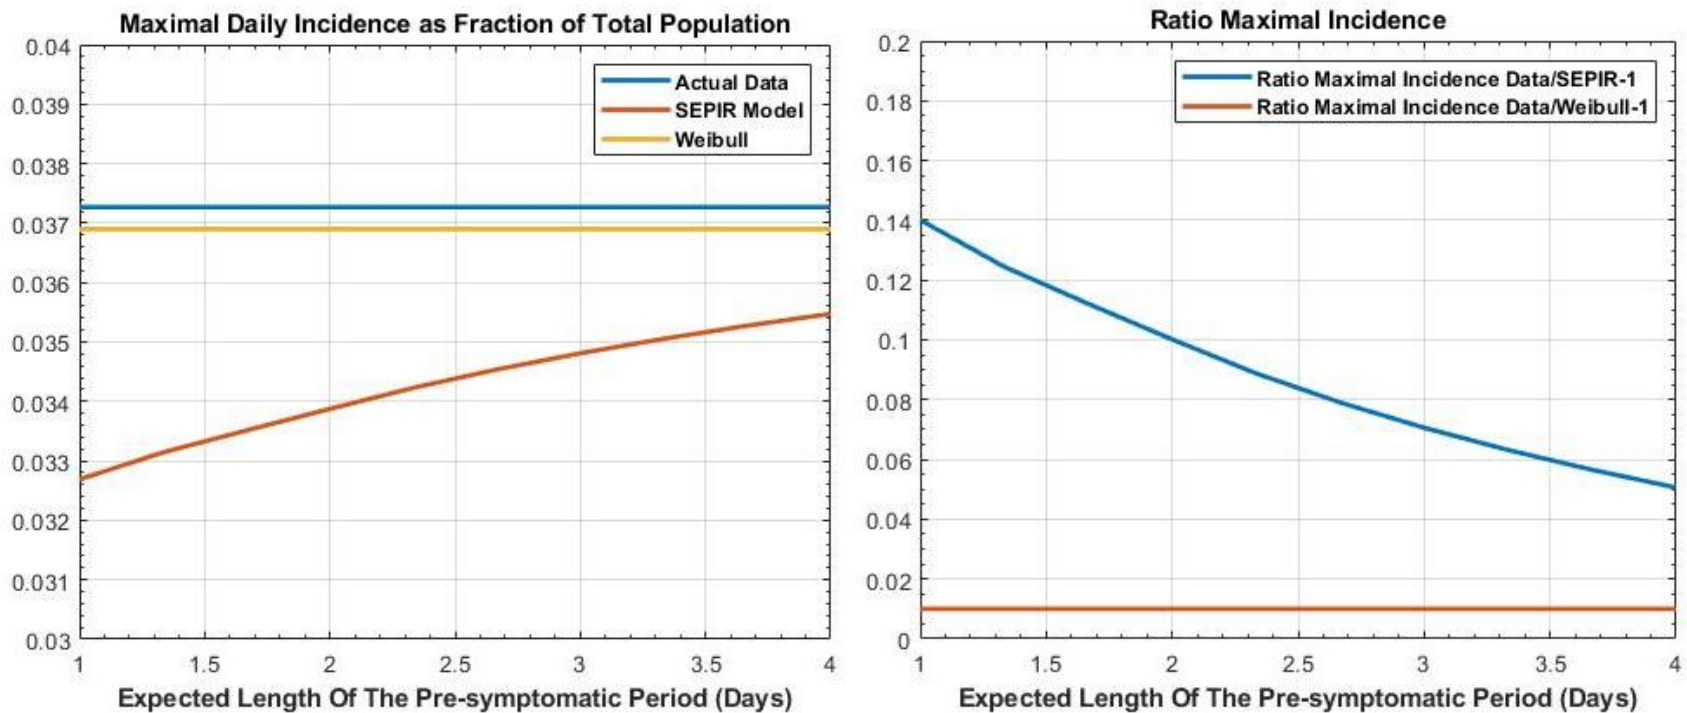 Maximal Daily Incidence as Fraction of Total Population
0.04
0.039
0.038
0.037
0.036
0.035
0.034
0.033
0.032
0.031
0.03
Actual Data
SEPIR Model
Weibull
1 1.5 2 2.5 3 3.5 4
Expected Length Of The Pre-symptomatic Period (Days)
Ratio Maximal Incidence
0.2
0.18
0.16
0.14
0.12
0.1
0.08
0.06
0.04
0.02
0
Ratio Maximal Incidence Data/SEPIR-1
Ratio Maximal Incidence Data/Weibull-1
1 1.5 2 2.5 3 3.5 4
Expected Length Of The Pre-symptomatic Period (Days)